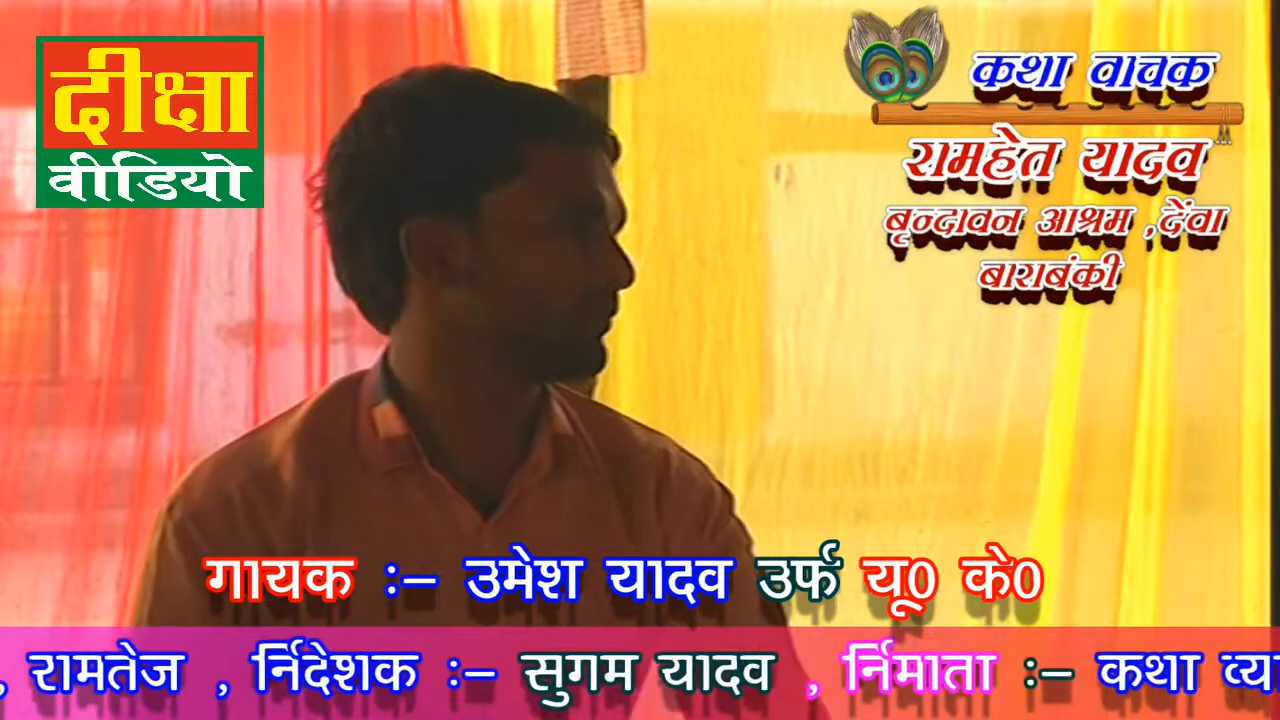 दीक्षा
वीडियो
कथा वाचक
रामहेत यादव
बृन्दावन आश्रम ,देंवा
बाराबंकी
गायक :– उमेश यादव उर्फ यू0 के0
, रामतेज , र्निदेशक :– सुगम यादव , र्निमाता :– कथा व्या